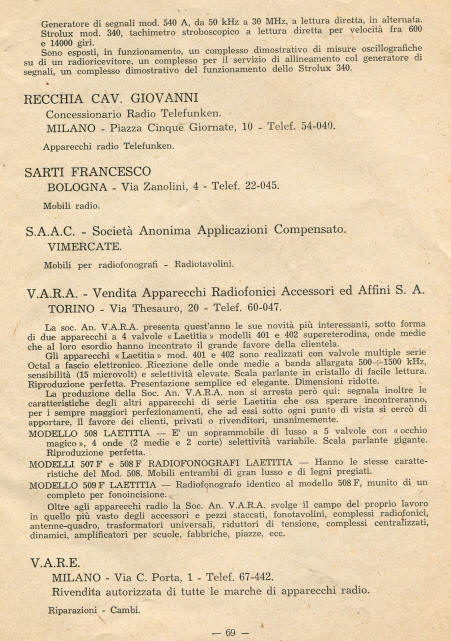 Generatore di segnali mod. 540 A, da 50 kHz a 30 MHz, a lettura diretta, in alternata.
Strolux mod. 340, tachimetro stroboscopico a lettura diretta per velocità fra 600
e 14000 giri.
Sono esposti, in funzionamento, un complesso dimostrativo di misure oscillografiche
su di un radioricevitore, un complesso per il servizio di allineamento col generatore di
segnali, un complesso dimostrativo del funzionamento dello Strolux 340.
RECCHIA CAV. GIOVANNI
Concessionario Radio Telefunken.
MILANO - Piazza Cinque Giornate, 10 - Telef. 54-049.
Apparecchi radio Telefunken.
SARTI FRANCESCO
BOLOGNA - Via Zanolini, 4 - Telef. 22-045.
Mobili radio.
S.A.A.C. - Società Anonima Applicazioni Compensato.
VIMERCATE.
Mobili per radiofonografi - Radiotavolini.
V.A.R.A. - Vendita Apparecchi Radiofonici Accessori ed Affini S. A.
TORINO - Via Thesauro, 20 - Telef. 60-047.
La soc. An. V.A.R.A. presenta quest'anno le sue novità più interessanti, sotto forma
di due apparecchi a 4 valvole « Laetitia » modelli 401 e 402 supereterodina, onde medie
che al loro esordio hanno incontrato il grande favore della clientela.
Gli apparecchi « Laetitia » mod. 401 e 402 sono realizzati con valvole multiple serie
Octal a fascio elettronico. Ricezione delle onde medie a banda allargata 500÷1500 kHz,
sensibilità (15 microvolt) e selettività elevate. Scala parlante in cristallo di facile lettura.
Riproduzione perfetta. Presentazione semplice ed elegante. Dimensioni ridotte.
La produzione della Soc. An. V.A.R.A. non si arresta però qui: segnala inoltre le
caratteristiche degli altri apparecchi di serie Laetitia che osa sperare incontreranno,
per i sempre maggiori perfezionamenti, che ad essi sotto ogni punto di vista si cercò di
apportare, il favore dei clienti, privati o rivenditori, unanimemente.
MODELLO 508 LAETITIA — E' un soprammobile di lusso a 5 valvole con « occhio
magico », 4 onde (2 medie e 2 corte) selettività variabile. Scala parlante gigante.
Riproduzione perfetta.
MODELLI 507 F e 508 F RADIOFONOGRAFI LAETITIA — Hanno le stesse caratte-
ristiche del Mod. 508. Mobili entrambi di gran lusso e di legni pregiati.
MODELLO 509 F LAETITIA — Radiofonografo identico al modello 508 F, munito di un
completo per fonoincisione.
Oltre agli apparecchi radio la Soc. An. V.A.R.A. svolge il campo del proprio lavoro
in quello più vasto degli accessori e pezzi staccati, fonotavolini, complessi radiofonici,
antenne-quadro, trasformatori universali, riduttori di tensione, complessi centralizzati,
dinamici, amplificatori per scuole, fabbriche, piazze, ecc.
V.A.R.E.
MILANO - Via C. Porta, 1 - Telef. 67-442.
Rivendita autorizzata di tutte le marche di apparecchi radio.
Riparazioni - Cambi.
— 69 —